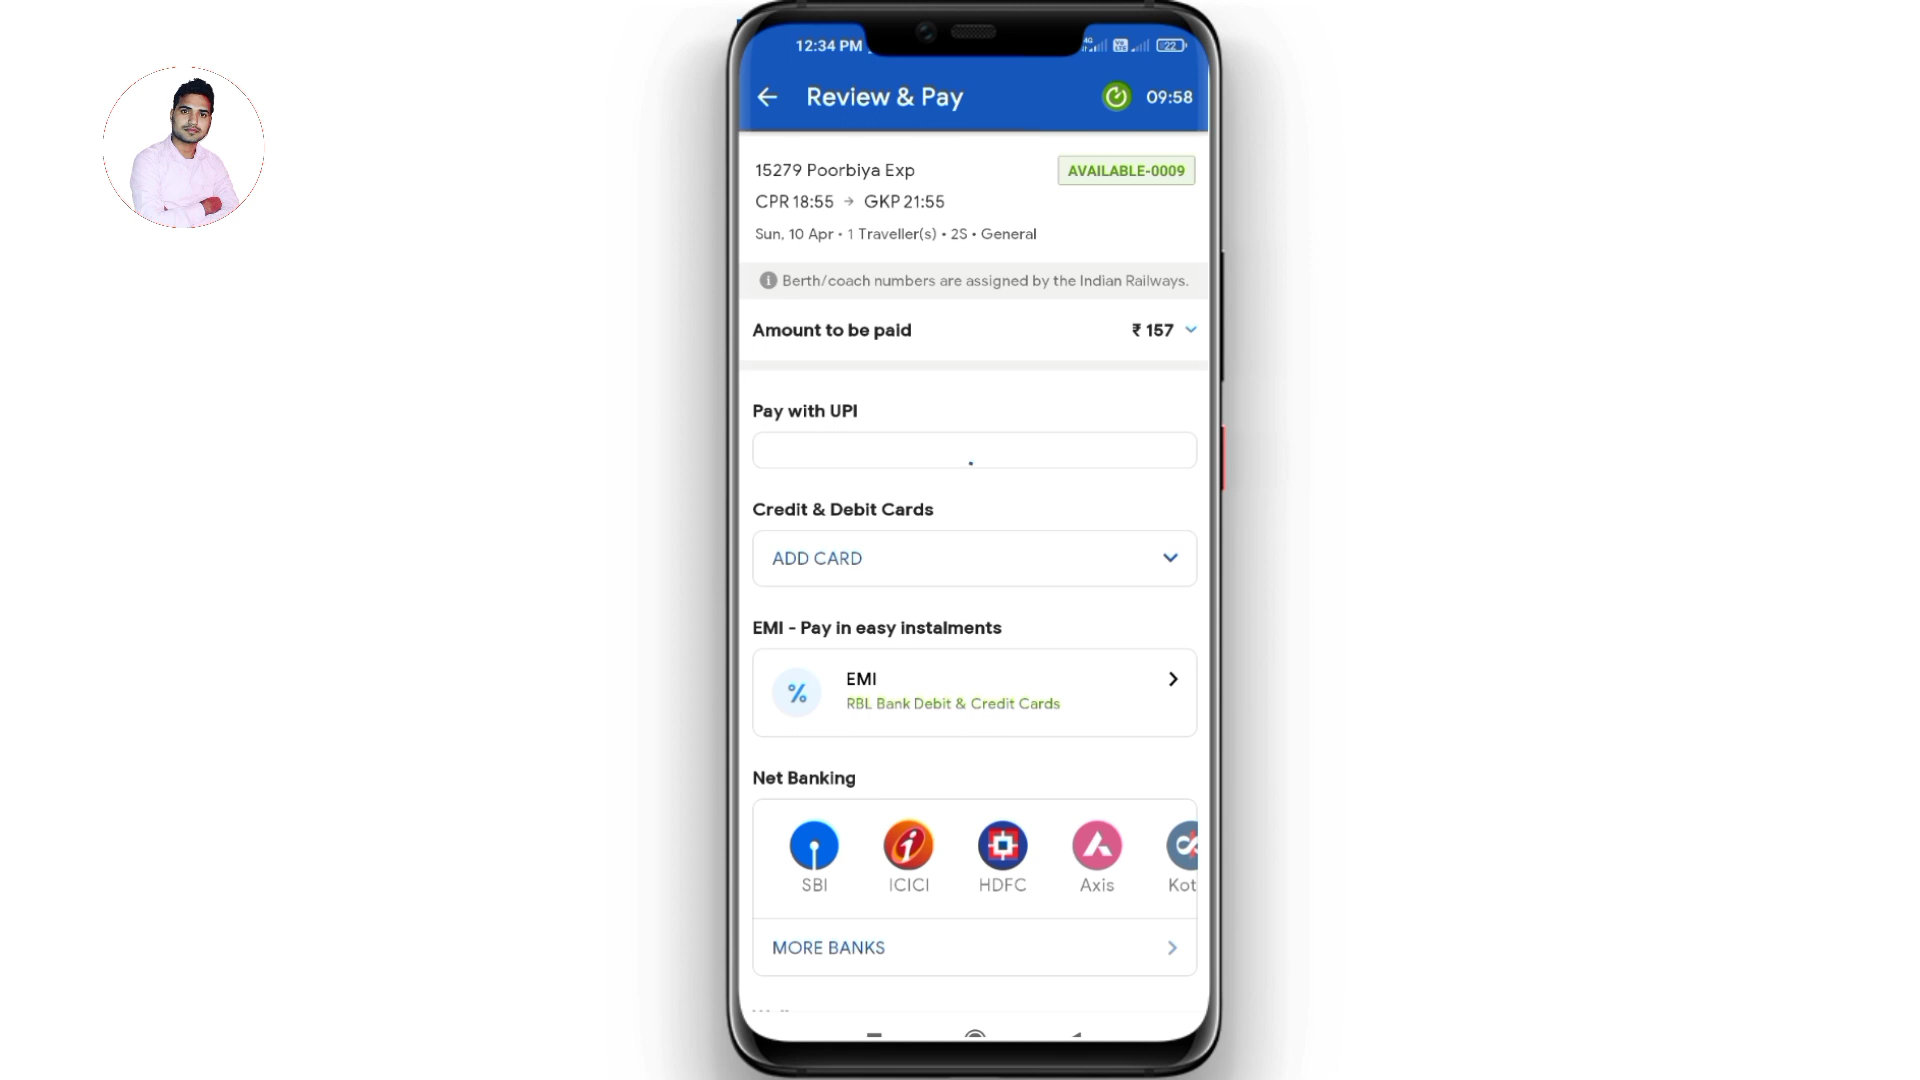 12:34 PM
4G
22
Review & Pay
09:58
15279 Poorbiya Exp
AVAILABLE-0009
CPR 18:55 → GKP 21:55
Sun, 10 Apr • 1 Traveller(s) • 2S • General
Berth/coach numbers are assigned by the Indian Railways.
Amount to be paid
₹ 157
Pay with UPI
Credit & Debit Cards
ADD CARD
EMI - Pay in easy instalments
%
EMI
RBL Bank Debit & Credit Cards
Net Banking
SBI
ICICI
HDFC
Axis
Kot
MORE BANKS